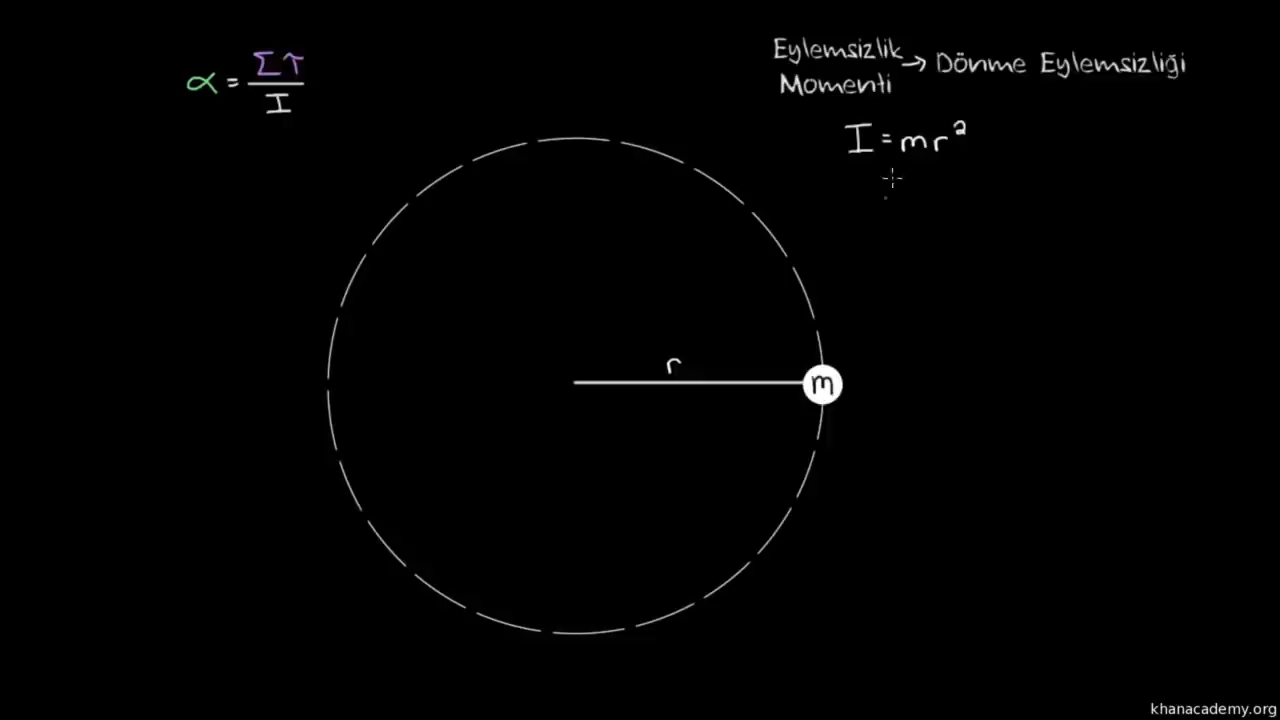 α = Στ / I
Eylemsizlik → Dönme Eylemsizliği
Momenti
I = mr²
r
m
khanacademy.org